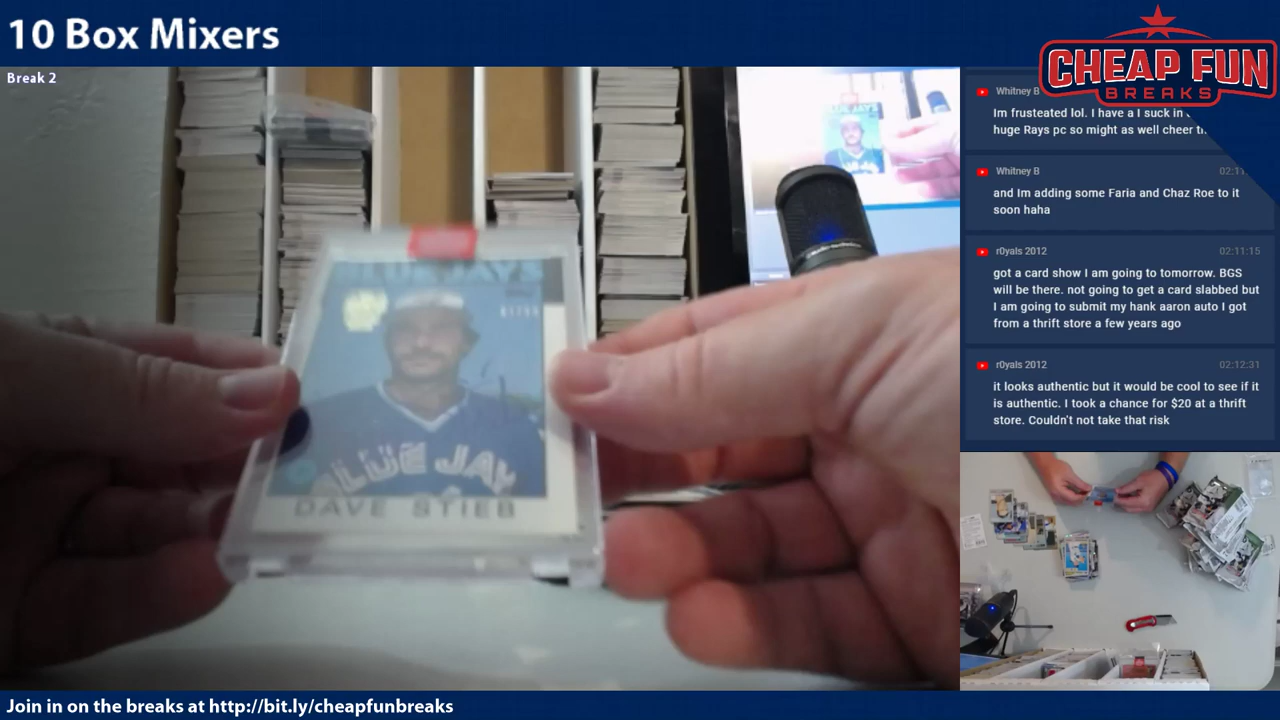 10 Box Mixers
Break 2
CHEAP FUN
BREAKS
Whitney B
Im frusteated lol. I have a I suck in
huge Rays pc so might as well cheer
Whitney B
and Im adding some Faria and Chaz Roe to it
soon haha
r0yals 2012 02:11:15
got a card show I am going to tomorrow. BGS
will be there. not going to get a card slabbed but
I am going to submit my hank aaron auto I got
from a thrift store a few years ago
r0yals 2012 02:12:31
it looks authentic but it would be cool to see if it
is authentic. I took a chance for $20 at a thrift
store. Couldn't not take that risk
BLUE JAYS
BLUE JAYS
BLUE JAY
DAVE STIEB
Join in on the breaks at http://bit.ly/cheapfunbreaks